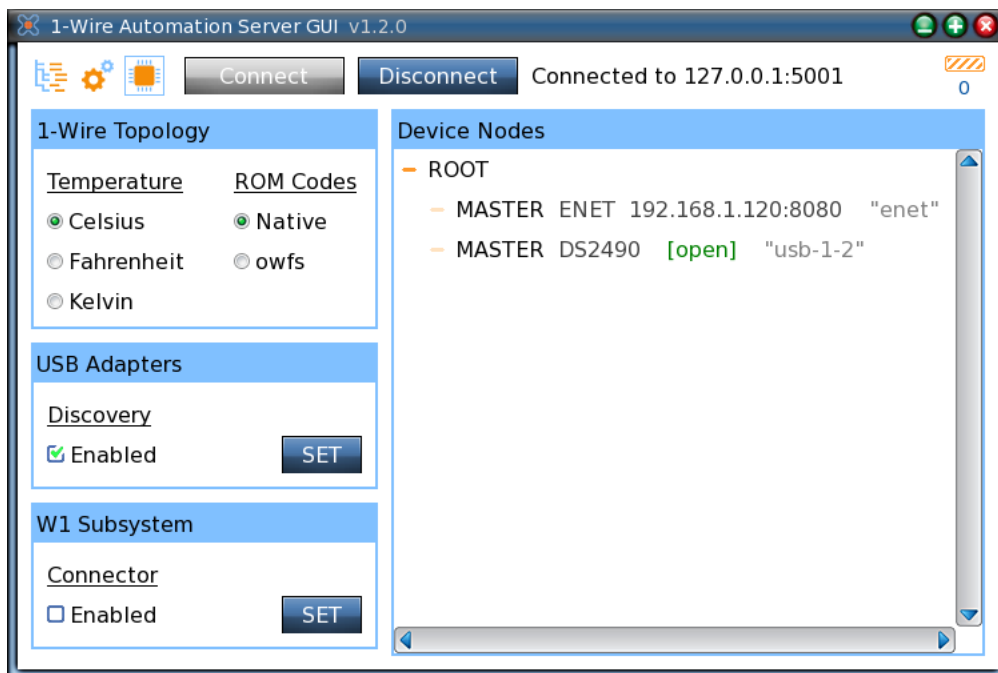 1-Wire Automation Server GUI v1.2.0
Connect Disconnect Connected to 127.0.0.1:5001 0
1-Wire Topology
Temperature ROM Codes
Celsius Native
Fahrenheit owfs
Kelvin
USB Adapters
Discovery
Enabled SET
W1 Subsystem
Connector
Enabled SET
Device Nodes
ROOT
MASTER ENET 192.168.1.120:8080 "enet"
MASTER DS2490 [open] "usb-1-2"